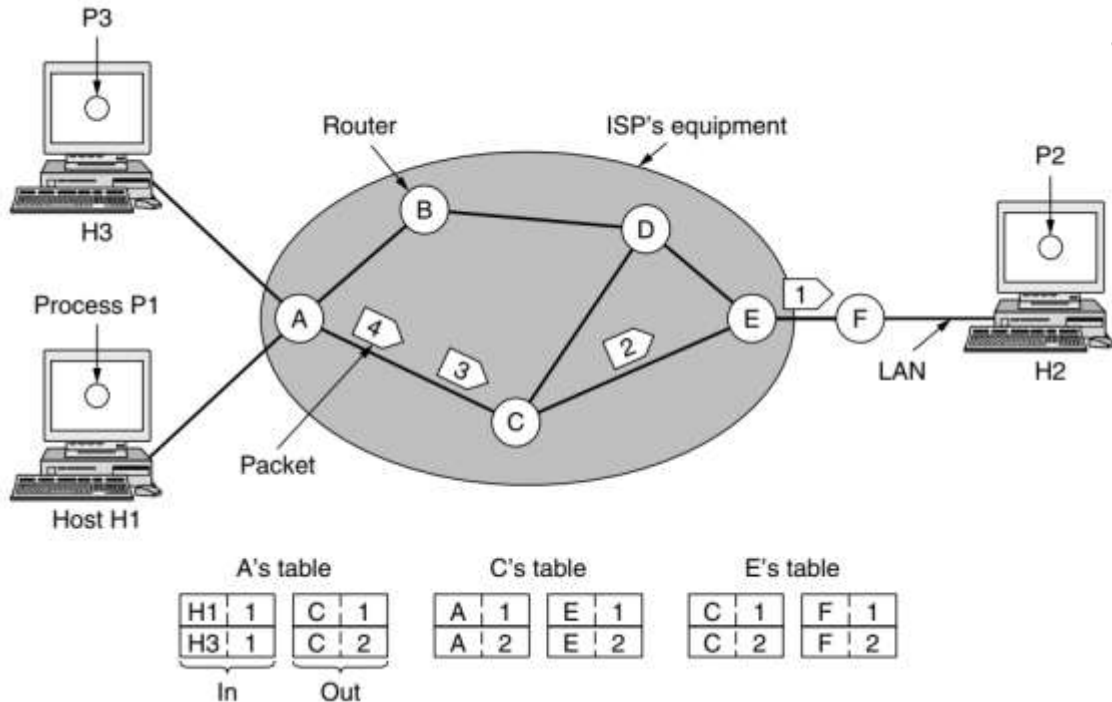 P3
Router
ISP's equipment
P2
B
D
H3
Process P1
A
4
3
2
1
E
F
C
LAN
H2
Packet
Host H1
A's table
C's table
E's table
H1 1 C 1 A 1 E 1 C 1 F 1
H3 1 C 2 A 2 E 2 C 2 F 2
In Out